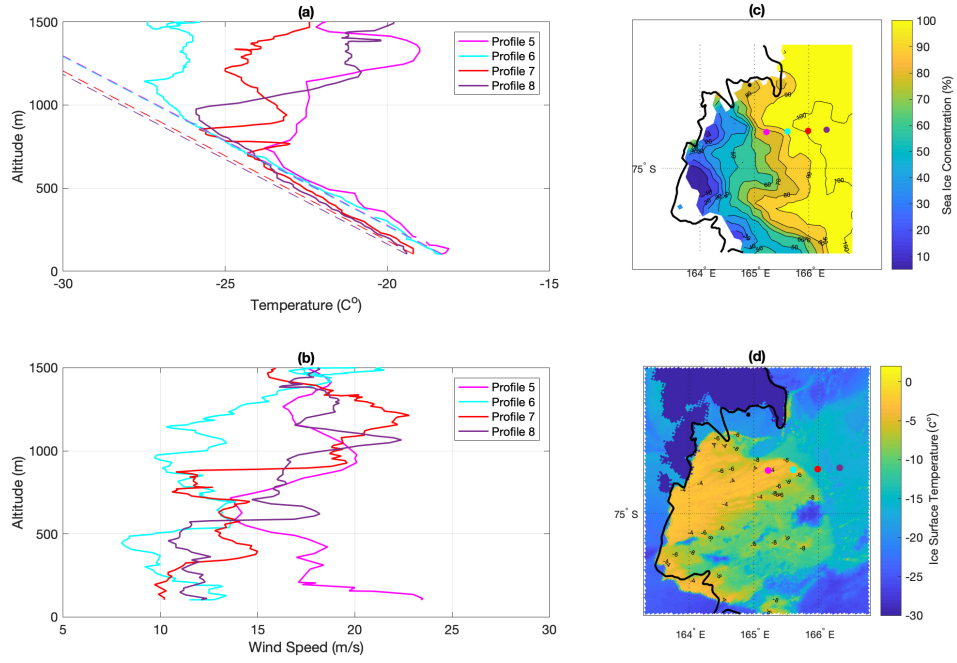 (a)
1500
1000
500
0
Altitude (m)
-30
-25
-20
-15
Temperature (C°)
Profile 5
Profile 6
Profile 7
Profile 8
(c)
75° S
164° E
165° E
166° E
100
90
80
70
60
50
40
30
20
10
Sea Ice Concentration (%)
(b)
1500
1000
500
0
Altitude (m)
5
10
15
20
25
30
Wind Speed (m/s)
Profile 5
Profile 6
Profile 7
Profile 8
(d)
75° S
164° E
165° E
166° E
0
-5
-10
-15
-20
-25
-30
Ice Surface Temperature (c°)